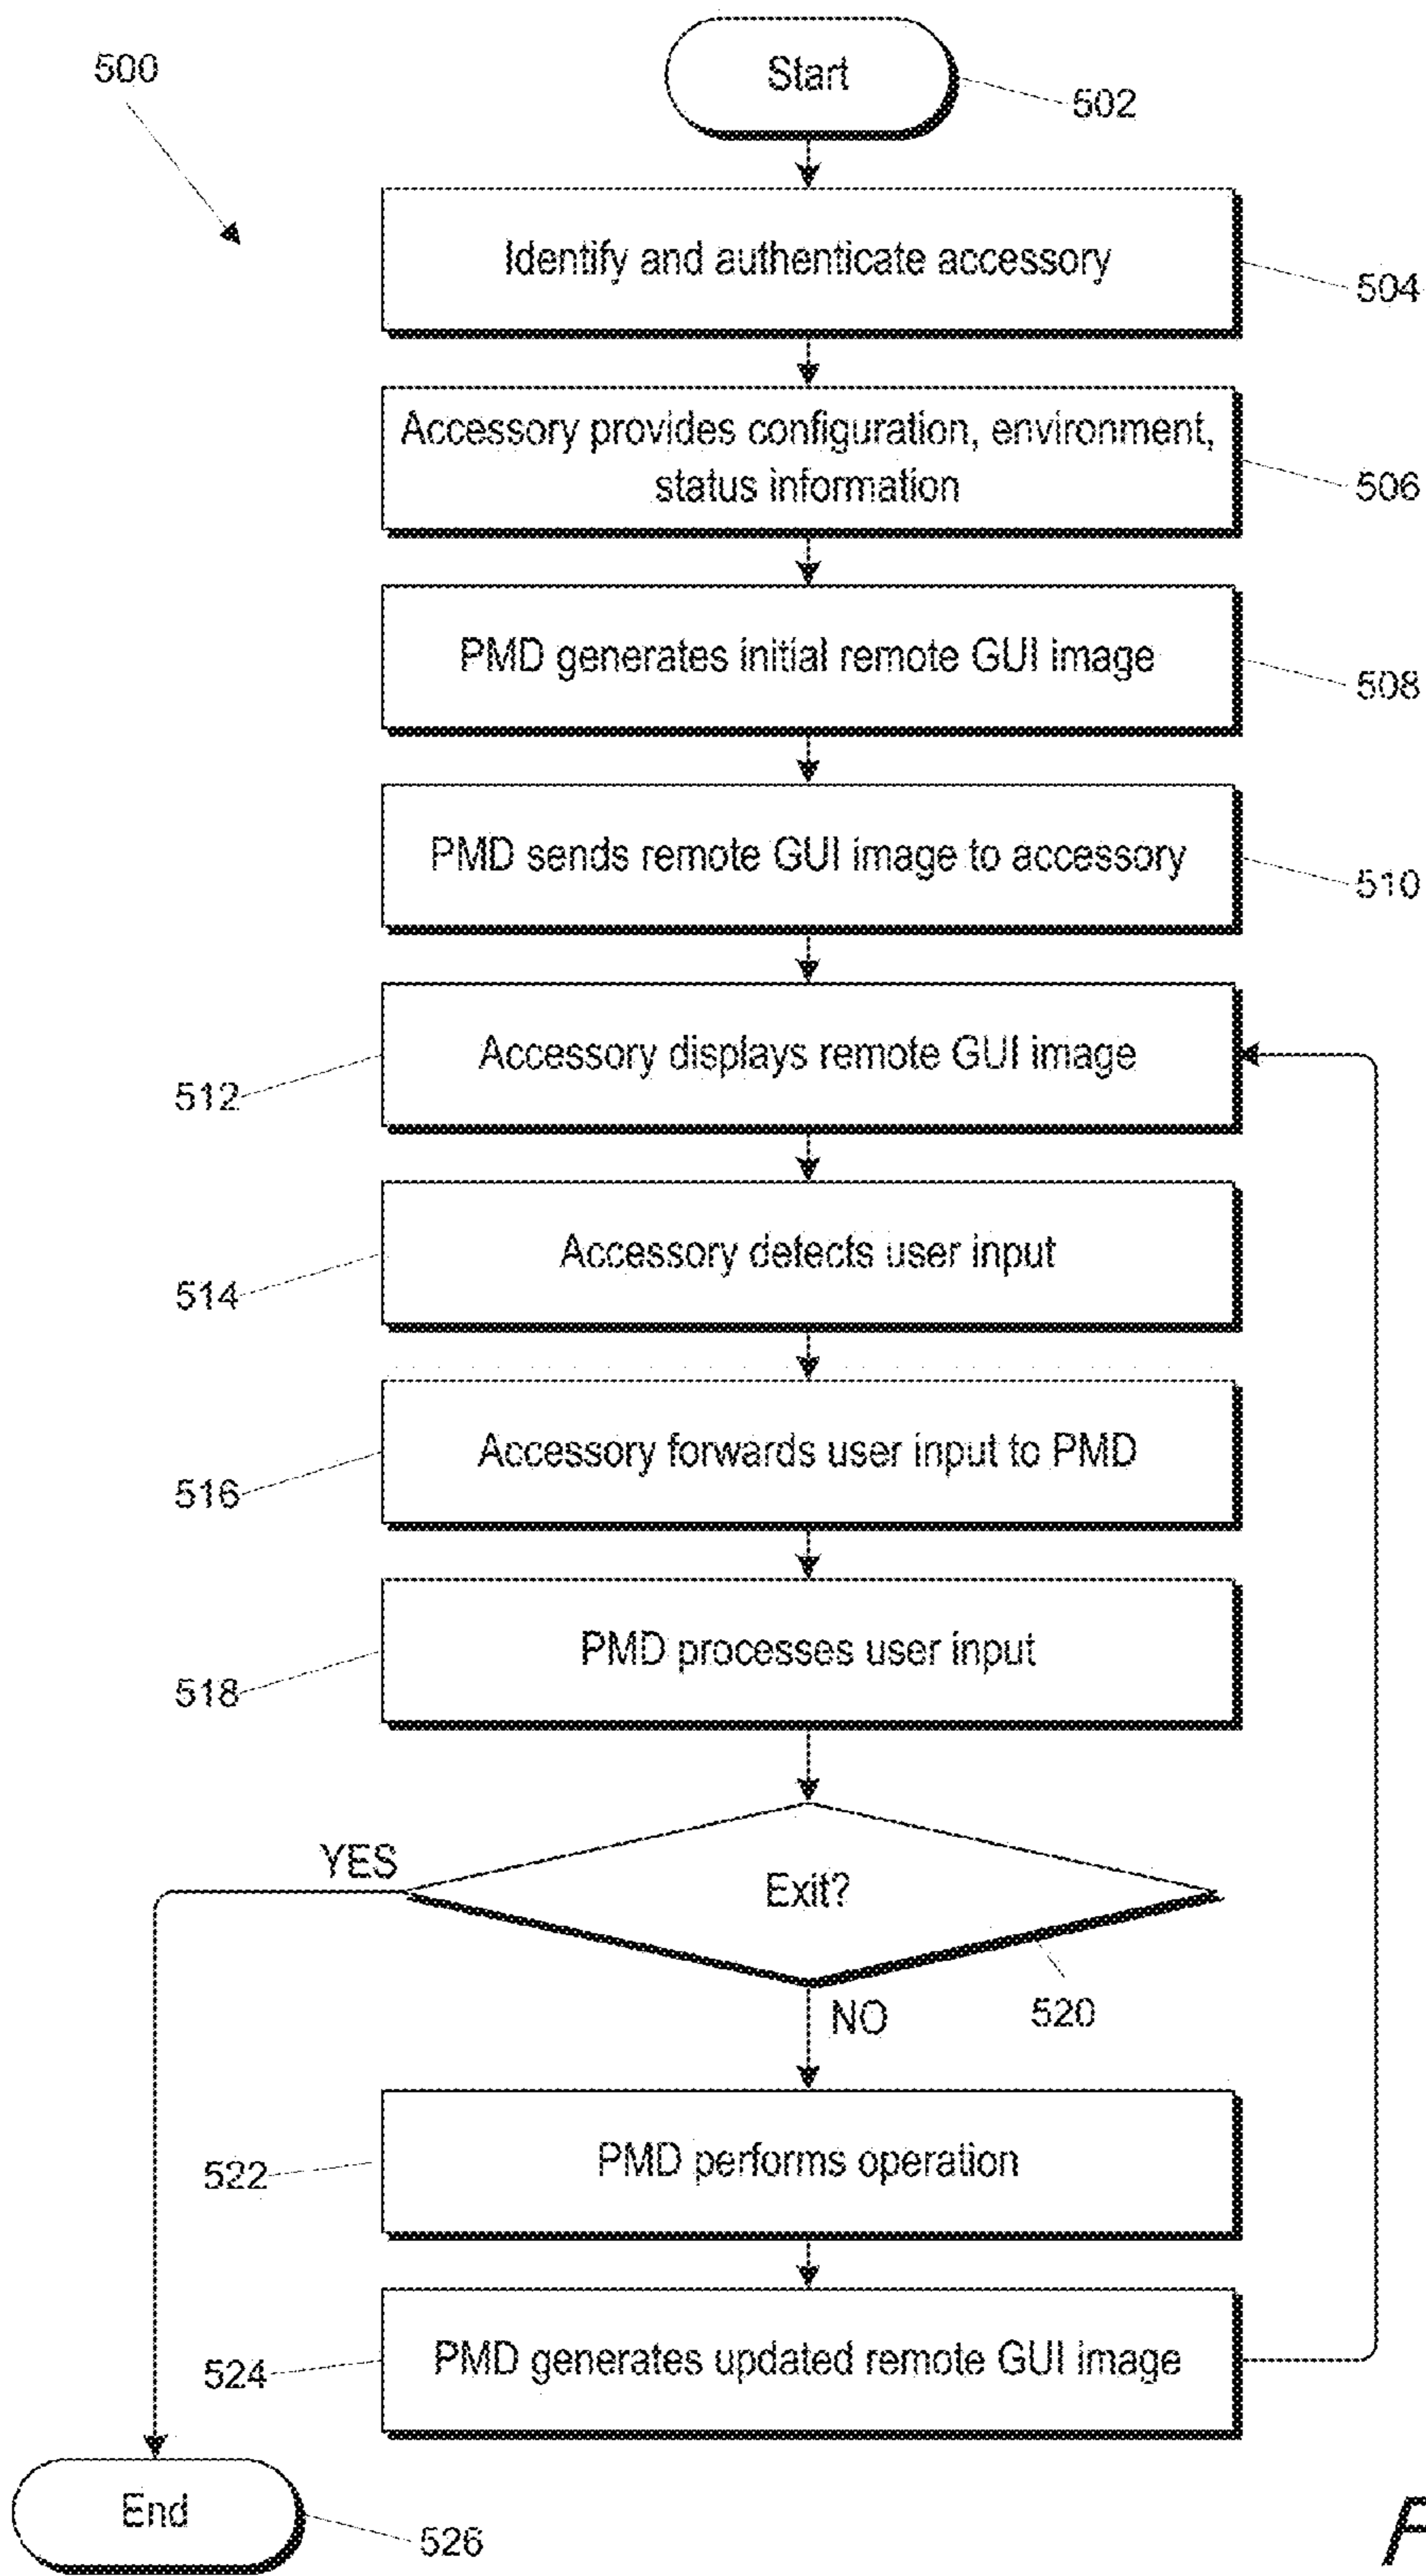 500
Start
502
Identify and authenticate accessory
504
Accessory provides configuration, environment,
status information
506
PMD generates initial remote GUI image
508
PMD sends remote GUI image to accessory
510
Accessory displays remote GUI image
512
Accessory detects user input
514
Accessory forwards user input to PMD
516
PMD processes user input
518
YES
Exit?
NO
520
PMD performs operation
522
PMD generates updated remote GUI image
524
End
526
F